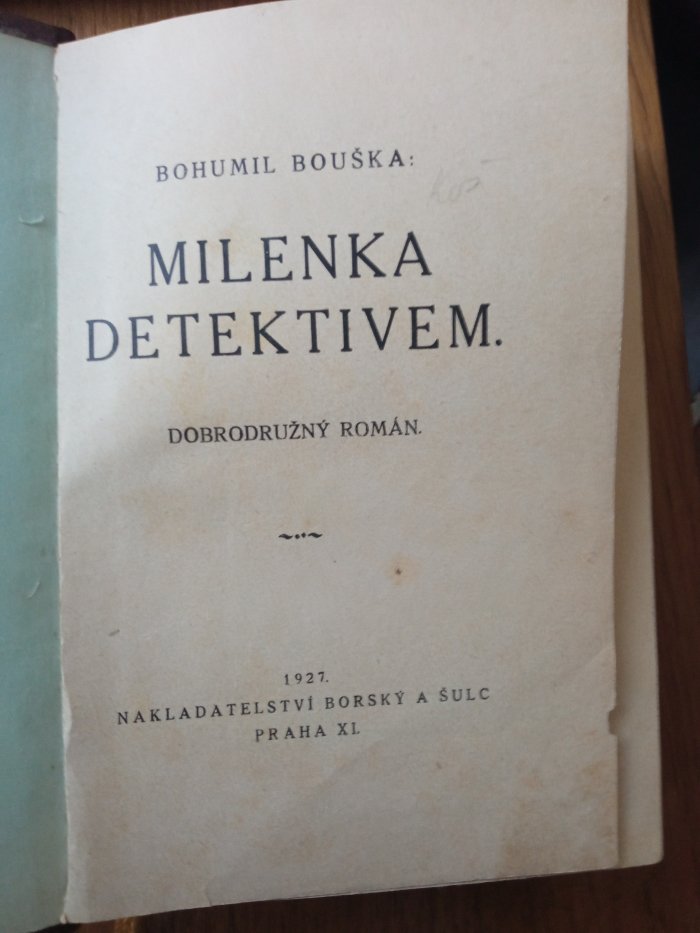 BOHUMIL BOUŠKA:
MILENKA
DETEKTIVEM.
DOBRODRUŽNÝ ROMÁN.
1927.
NAKLADATELSTVÍ BORSKÝ A ŠULC
PRAHA XI.